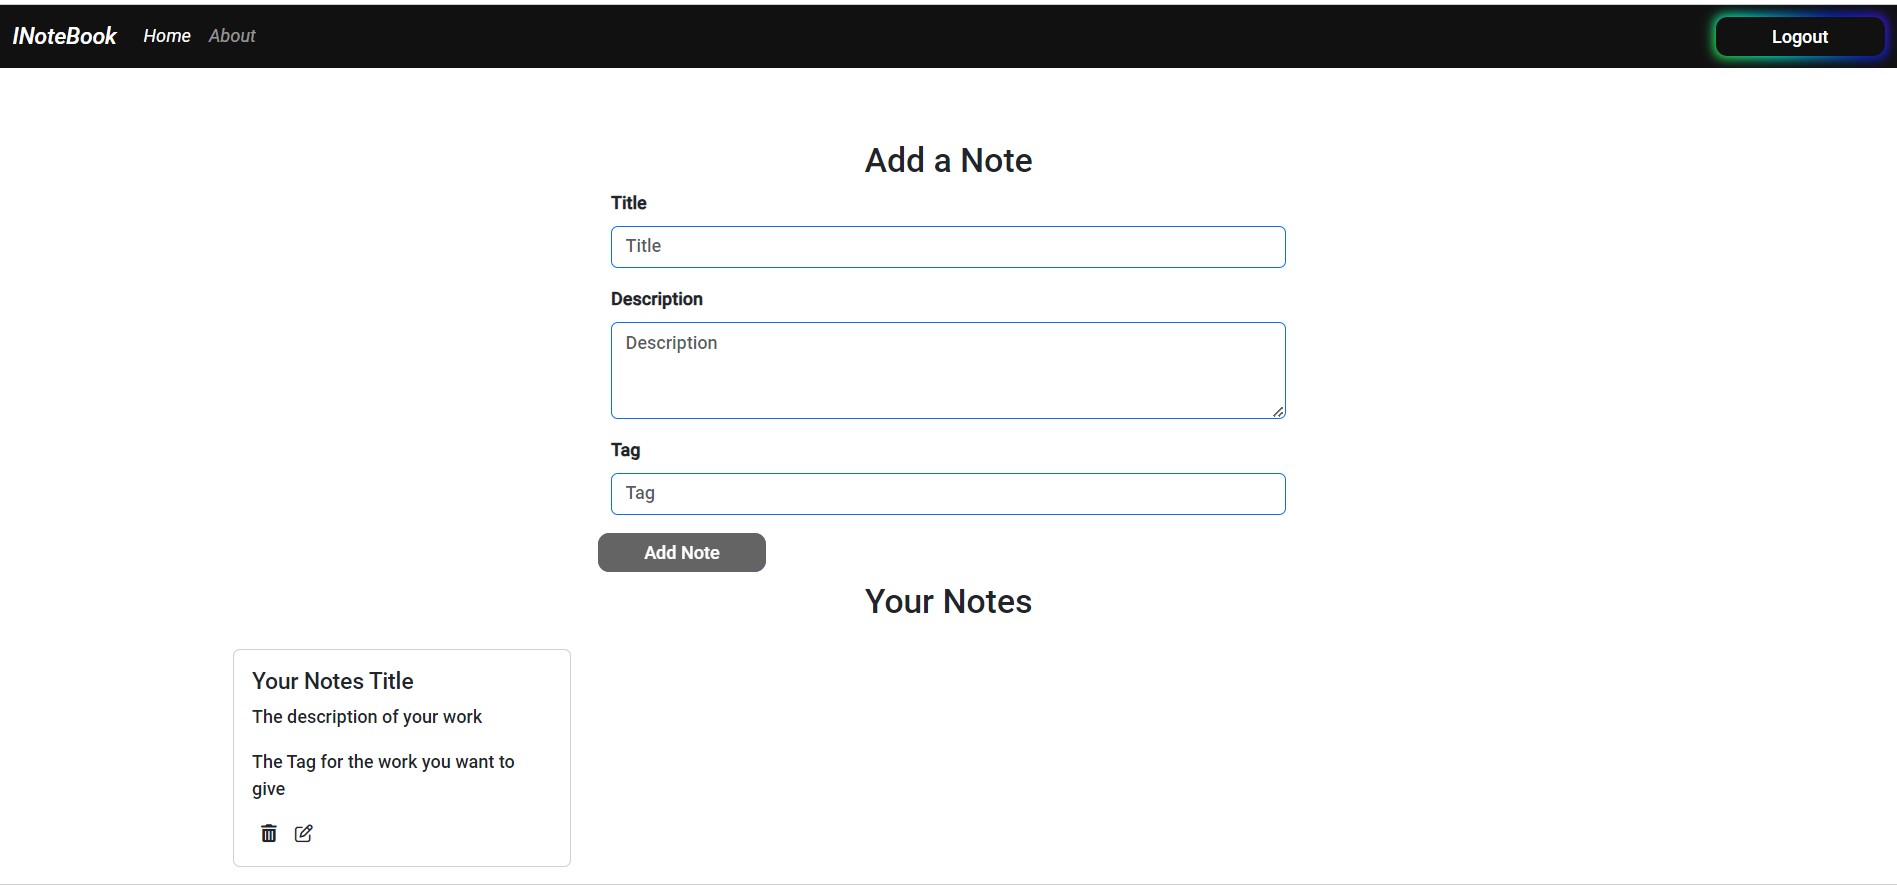 INoteBook Home About Logout
Add a Note
Title
Title
Description
Description
Tag
Tag
Add Note
Your Notes
Your Notes Title
The description of your work
The Tag for the work you want to
give